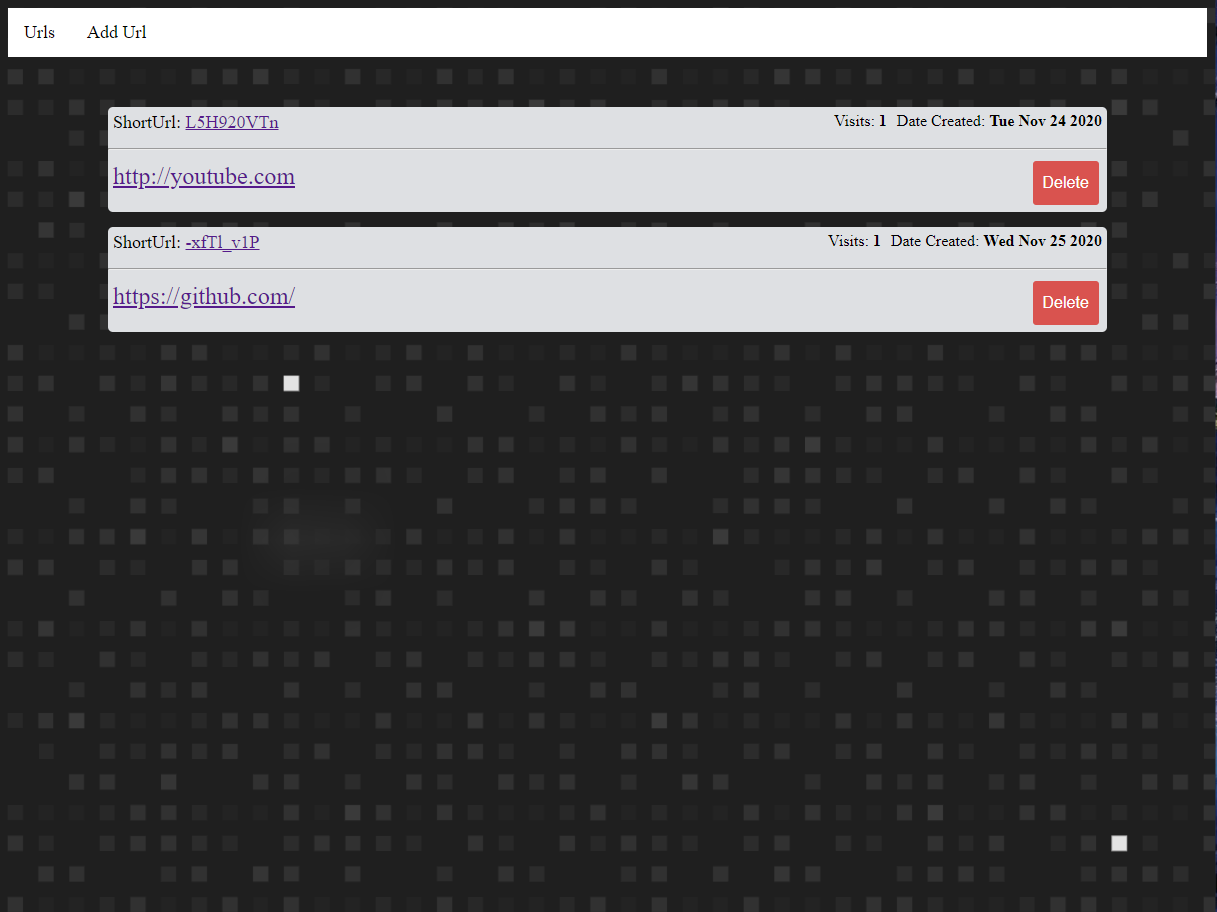 Urls Add Url
ShortUrl: L5H920VTn Visits: 1 Date Created: Tue Nov 24 2020
http://youtube.com Delete
ShortUrl: -xfTl_v1P Visits: 1 Date Created: Wed Nov 25 2020
https://github.com/ Delete